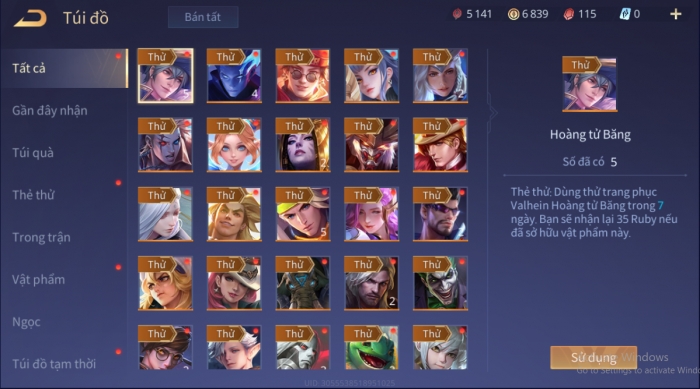 Túi đồ
Bán tất
5 141
6 839
115
0
Tất cả
Gần đây nhận
Túi quà
Thẻ thử
Trong trận
Vật phẩm
Ngọc
Túi đồ tạm thời
Thử Thử Thử Thử Thử
5 4 2
Thử Thử Thử Thử Thử
2
Thử Thử Thử Thử Thử
5
Thử Thử Thử Thử Thử
2
Thử Thử Thử Thử Thử
Thử
Hoàng tử Băng
Số đã có 5
Thẻ thử: Dùng thử trang phục
Valhein Hoàng tử Băng trong 7
ngày. Bạn sẽ nhận lại 35 Ruby nếu
đã sở hữu vật phẩm này.
Sử dụng
Windows
Go to Settings to activate Wind